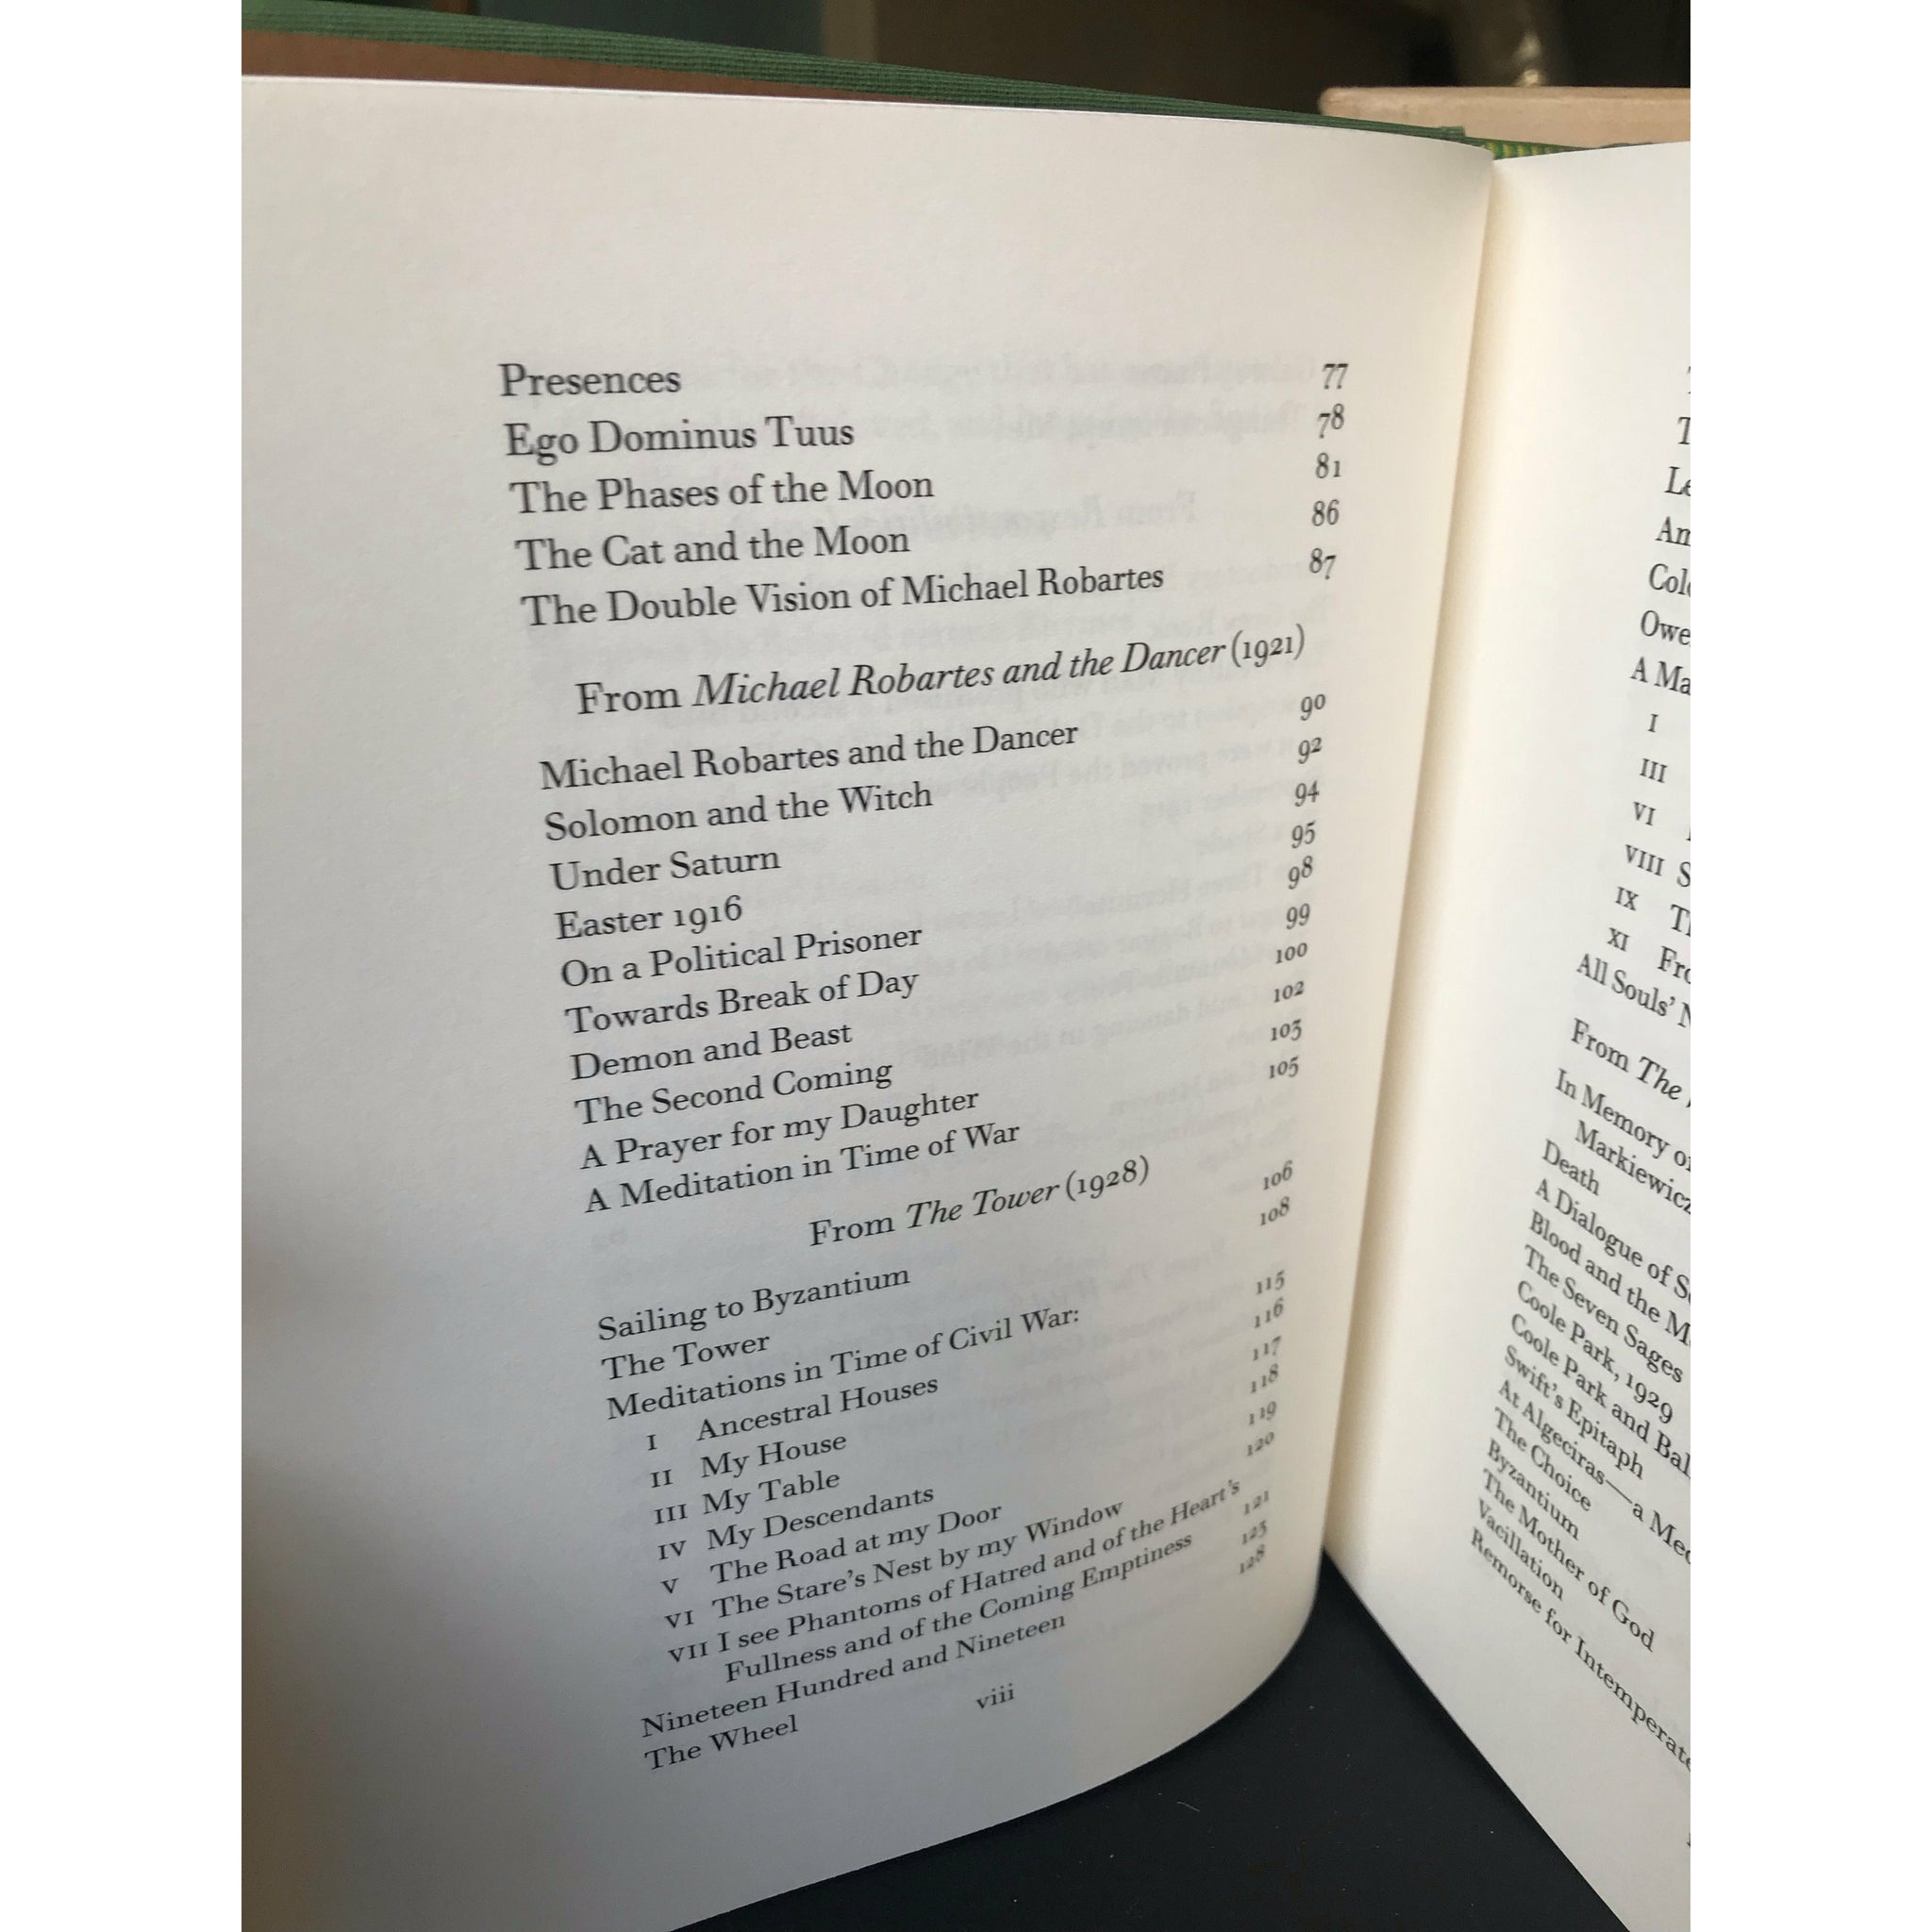 Presences 77
Ego Dominus Tuus 78
The Phases of the Moon 81
The Cat and the Moon 86
The Double Vision of Michael Robartes 87
From Michael Robartes and the Dancer (1921)
Michael Robartes and the Dancer 90
Solomon and the Witch 92
Under Saturn 94
Easter 1916 95
On a Political Prisoner 98
Towards Break of Day 99
Demon and Beast 100
The Second Coming 102
A Prayer for my Daughter 103
A Meditation in Time of War 105
From The Tower (1928)
Sailing to Byzantium 106
The Tower 108
Meditations in Time of Civil War:
I Ancestral Houses 115
II My House 116
III My Table 117
IV My Descendants 118
V The Road at my Door 119
VI The Stare's Nest by my Window 120
VII I see Phantoms of Hatred and of the Heart's
Fullness and of the Coming Emptiness 121
Nineteen Hundred and Nineteen 123
The Wheel 128
viii
I
III
VI
VIII
IX
XI
All Souls'
From The
In Memory
Markiewicz
Death
A Dialogue of
Blood and the
The Seven Sages
Coole Park, 1929
Coole Park and
Swift's Epitaph
At Algeciras—a
The Choice
Byzantium
The Mother of God
Vacillation
Remorse for